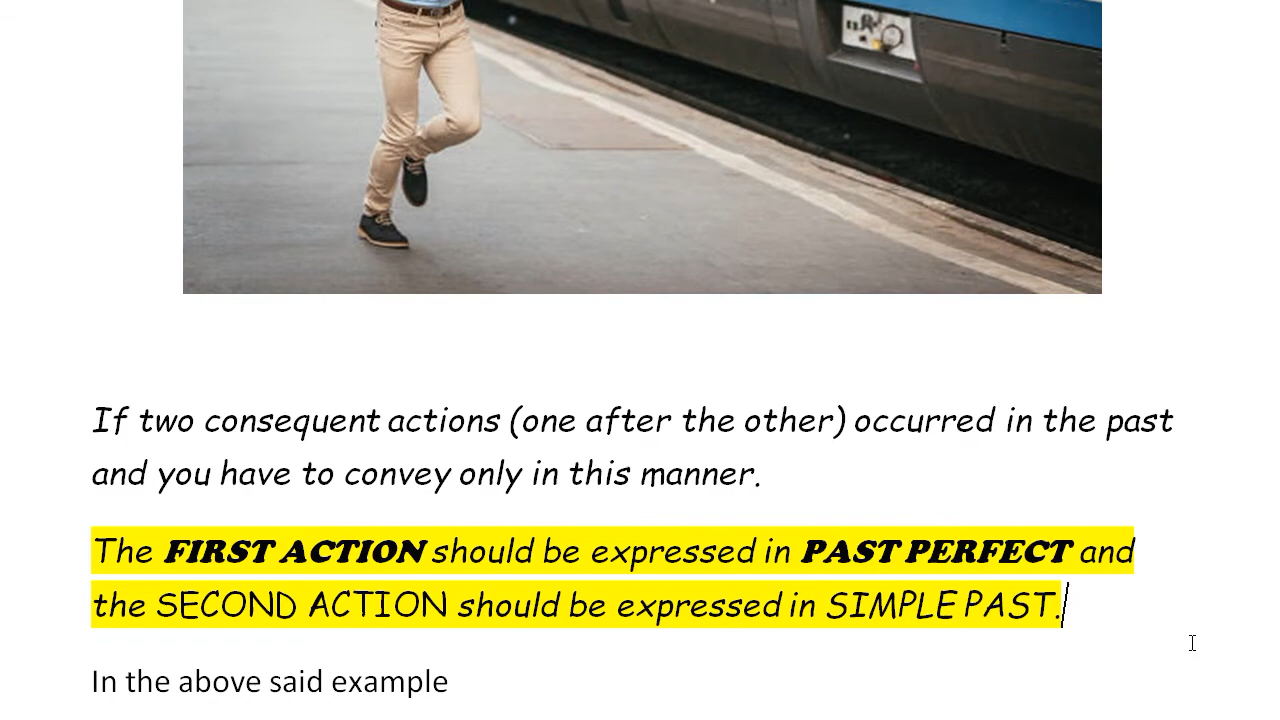 If two consequent actions (one after the other) occurred in the past
and you have to convey only in this manner.
The FIRST ACTION should be expressed in PAST PERFECT and
the SECOND ACTION should be expressed in SIMPLE PAST.
In the above said example